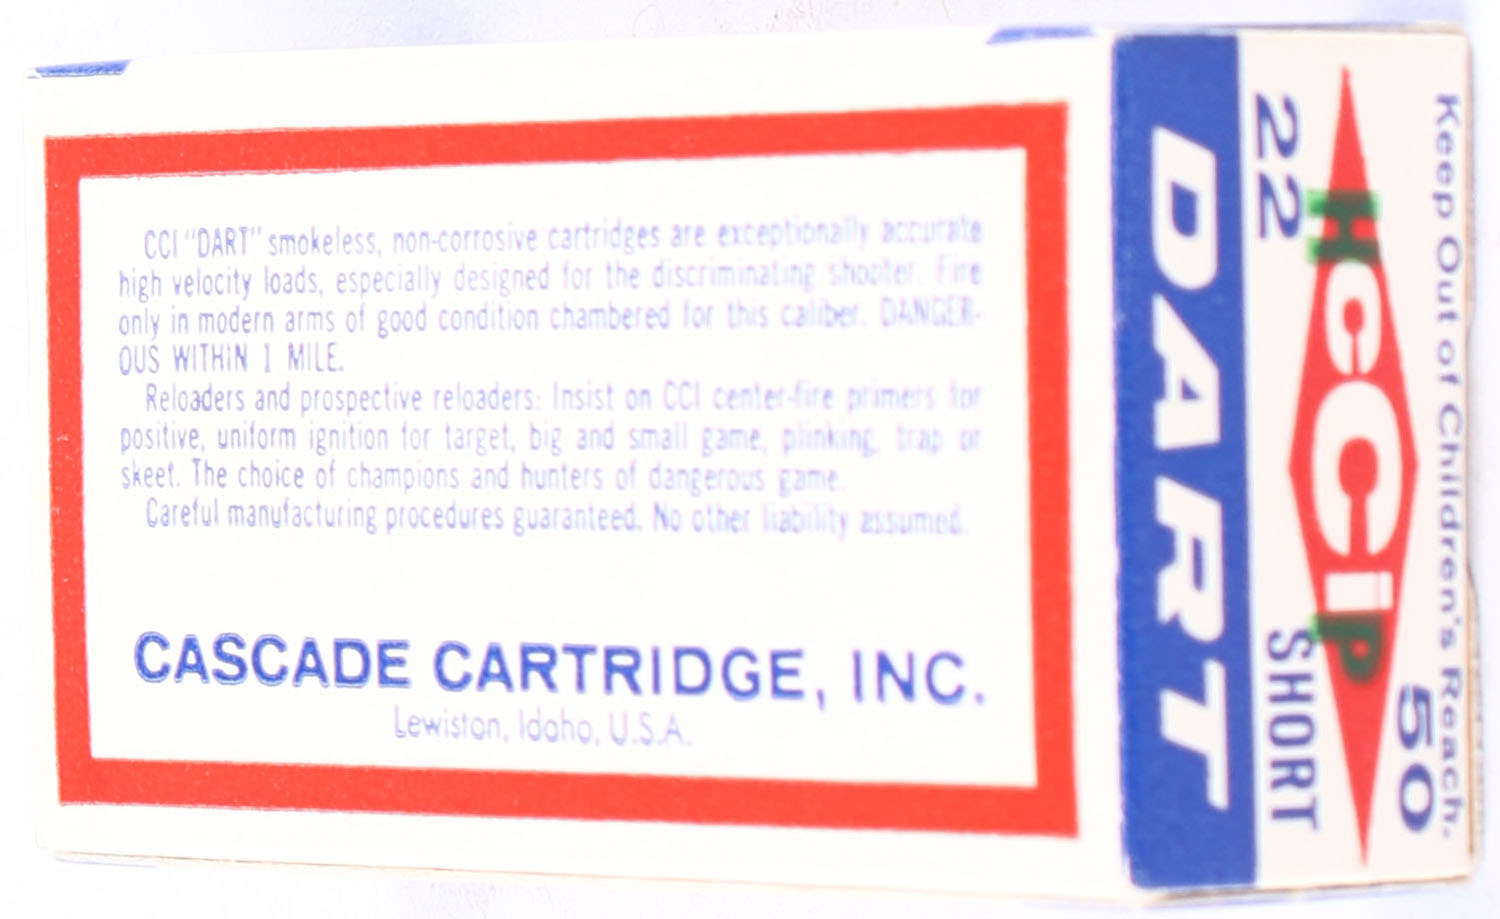 CCI "DART" smokeless, non-corrosive cartridges are exceptionally accurate
high velocity loads, especially designed for the discriminating shooter. Fire
only in modern arms of good condition chambered for this caliber. DANGER-
OUS WITHIN 1 MILE.
Reloaders and prospective reloaders: Insist on CCI center-fire primers for
positive, uniform ignition for target, big and small game, plinking, trap or
skeet. The choice of champions and hunters of dangerous game.
Careful manufacturing procedures guaranteed. No other liability assumed.
CASCADE CARTRIDGE, INC.
Lewiston, Idaho, U.S.A.
Keep Out of Children's Reach.
22
H CCI P
50
SHORT
DART